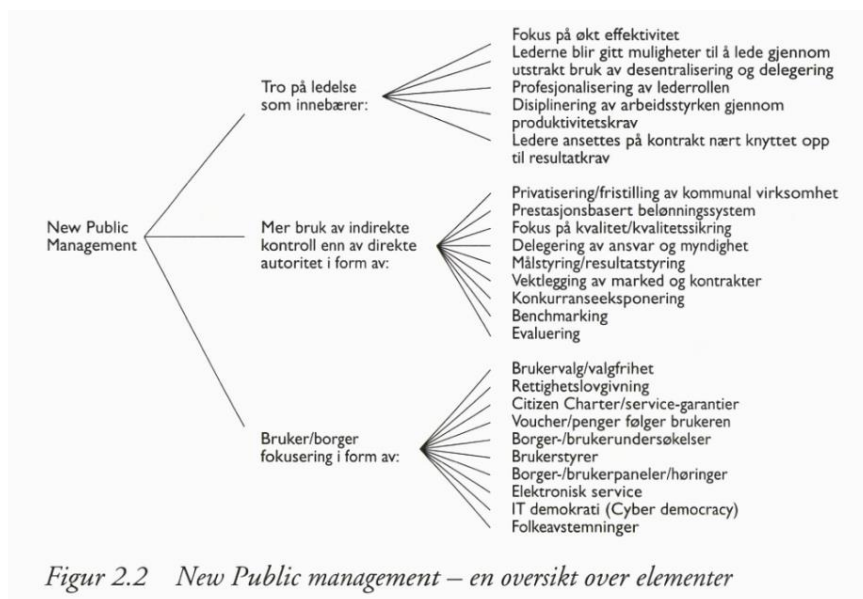 New Public
Management
Tro på ledelse
som innebærer:
Fokus på økt effektivitet
Lederne blir gitt muligheter til å lede gjennom
utstrakt bruk av desentralisering og delegering
Profesjonalisering av lederrollen
Disiplinering av arbeidsstyrken gjennom
produktivitetskrav
Ledere ansettes på kontrakt nært knyttet opp
til resultatkrav
Mer bruk av indirekte
kontroll enn av direkte
autoritet i form av:
Privatisering/fristilling av kommunal virksomhet
Prestasjonsbasert belønningssystem
Fokus på kvalitet/kvalitetssikring
Delegering av ansvar og myndighet
Målstyring/resultatstyring
Vektlegging av marked og kontrakter
Konkurranseeksponering
Benchmarking
Evaluering
Bruker/borger
fokusering i form av:
Brukervalg/valgfrihet
Rettighetslovgivning
Citizen Charter/service-garantier
Voucher/penger følger brukeren
Borger-/brukerundersøkelser
Brukerstyrer
Borger-/brukerpaneler/høringer
Elektronisk service
IT demokrati (Cyber democracy)
Folkeavstemninger
Figur 2.2 New Public management – en oversikt over elementer